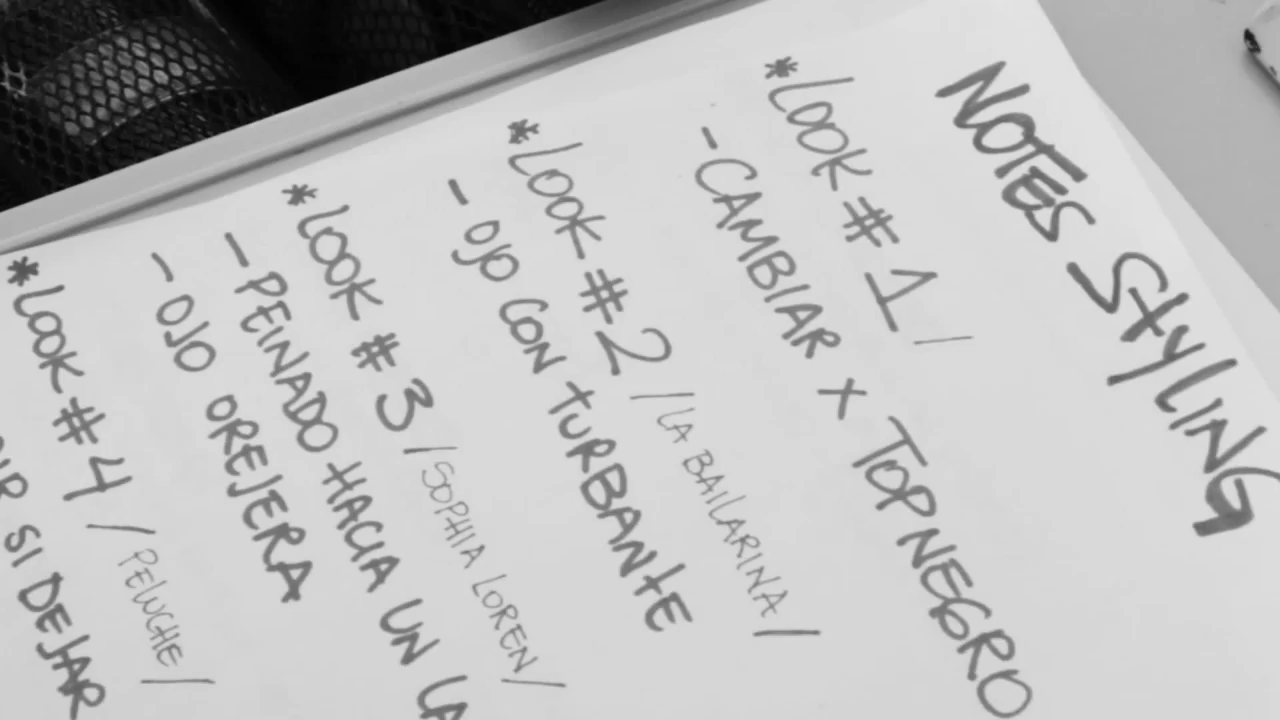 NOTES STYLING
*LOOK #1/
- CAMBIAR X TOP NEGRO
*LOOK #2 /LA BAILARINA/
- OJO CON TURBANTE
*LOOK #3 /SOPHIA LOREN/
- PEINADO HACIA UN LA
- OJO OREJERA
*LOOK #4 / PELUCHE/
SI DEJAR